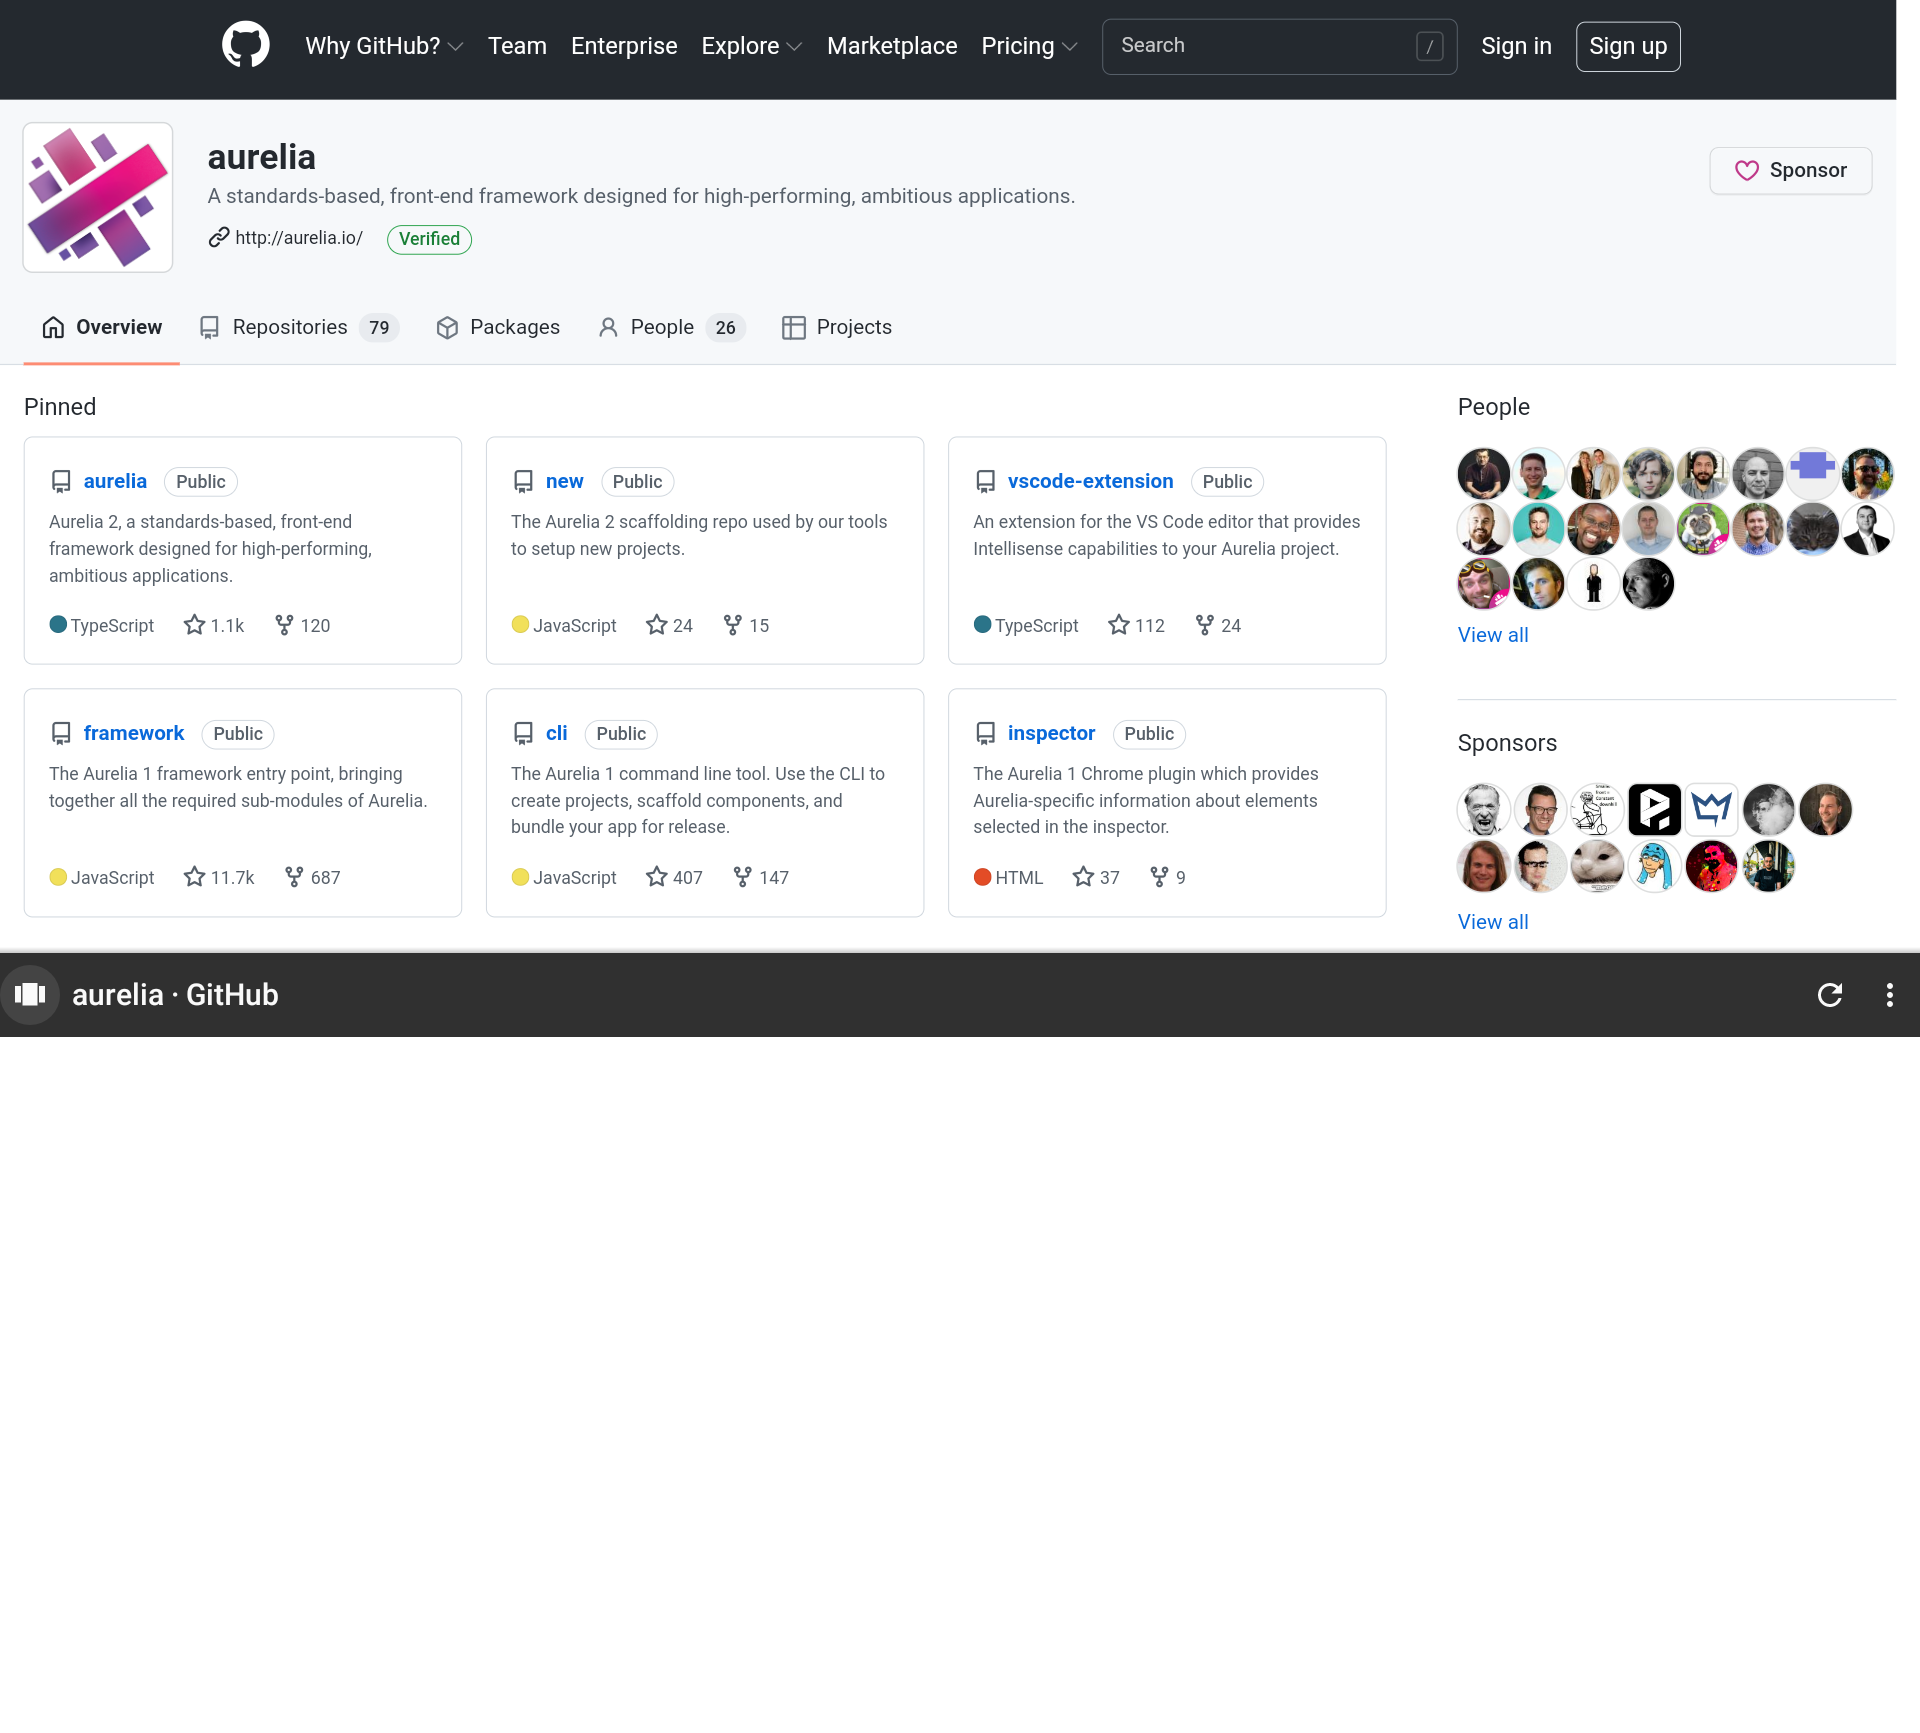 Why GitHub? Team Enterprise Explore Marketplace Pricing Search / Sign in Sign up
aurelia
A standards-based, front-end framework designed for high-performing, ambitious applications.
Sponsor
http://aurelia.io/ Verified
Overview Repositories 79 Packages People 26 Projects
Pinned
aurelia Public
Aurelia 2, a standards-based, front-end
framework designed for high-performing,
ambitious applications.
TypeScript 1.1k 120
new Public
The Aurelia 2 scaffolding repo used by our tools
to setup new projects.
JavaScript 24 15
vscode-extension Public
An extension for the VS Code editor that provides
Intellisense capabilities to your Aurelia project.
TypeScript 112 24
framework Public
The Aurelia 1 framework entry point, bringing
together all the required sub-modules of Aurelia.
JavaScript 11.7k 687
cli Public
The Aurelia 1 command line tool. Use the CLI to
create projects, scaffold components, and
bundle your app for release.
JavaScript 407 147
inspector Public
The Aurelia 1 Chrome plugin which provides
Aurelia-specific information about elements
selected in the inspector.
HTML 37 9
People
View all
Sponsors
View all
aurelia · GitHub